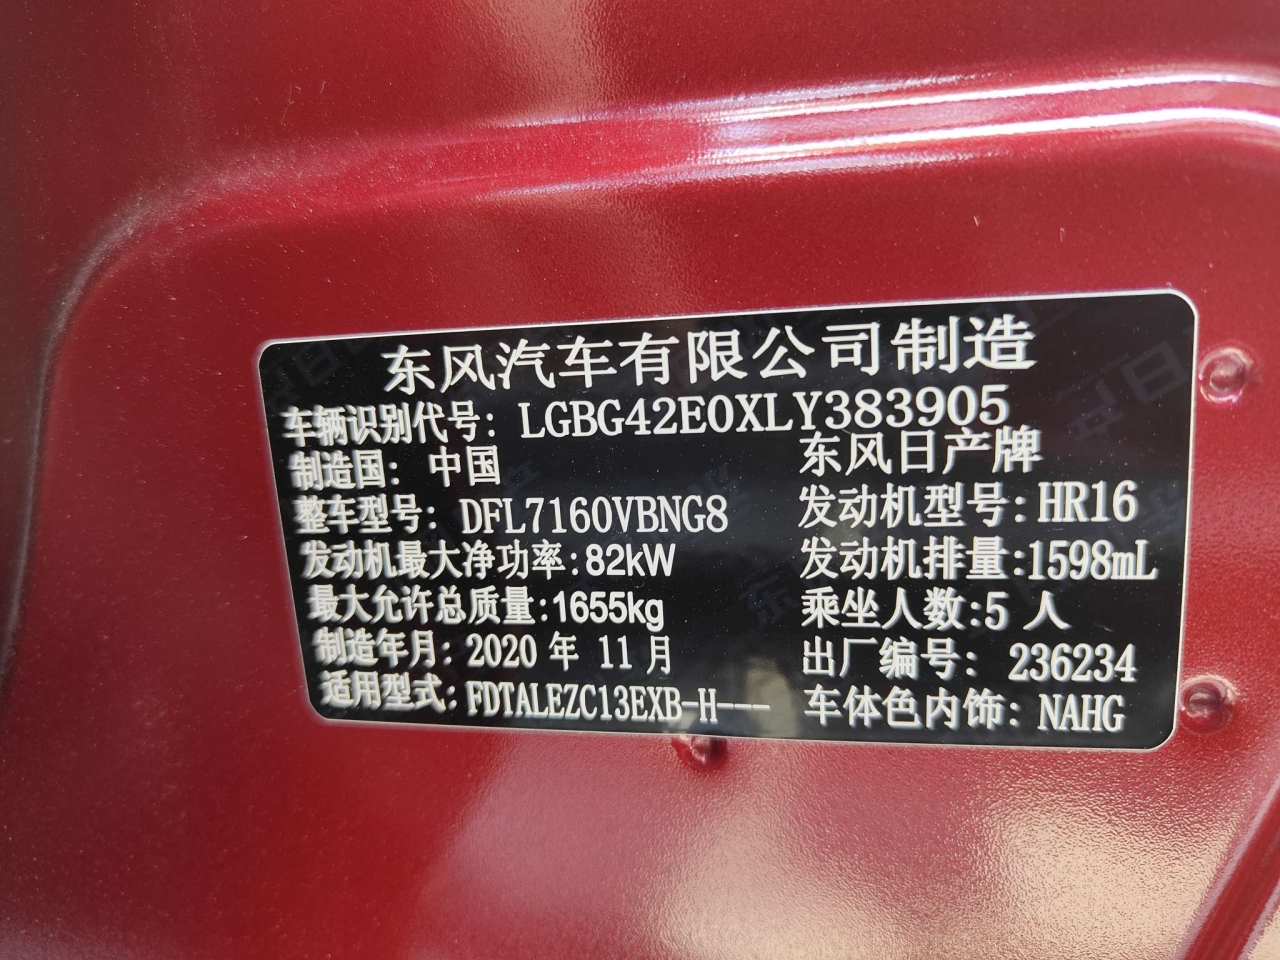 东风汽车有限公司制造
车辆识别代号: LGBG42E0XLY383905
制造国: 中国 东风日产牌
整车型号: DFL7160VBNG8 发动机型号: HR16
发动机最大净功率:82kW 发动机排量:1598mL
最大允许总质量:1655kg 乘坐人数:5 人
制造年月: 2020 年 11 月 出厂编号: 236234
适用型式: FDTALEZC13EXB-H--- 车体色内饰: NAHG